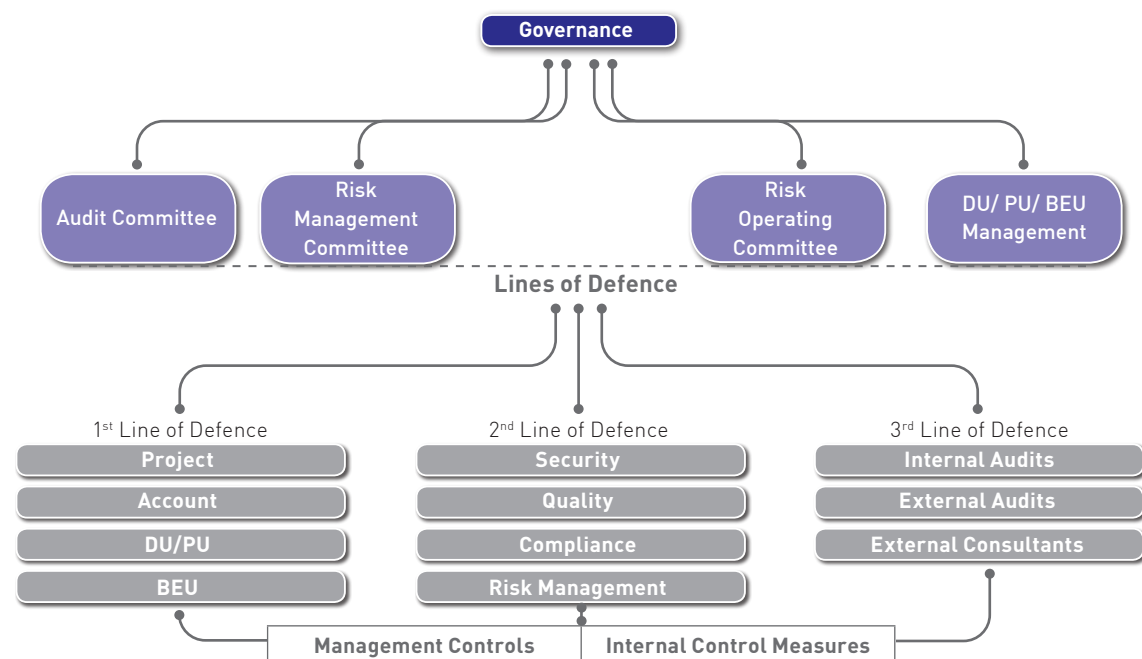 Governance
Audit Committee
Risk
Management
Committee
Risk
Operating
Committee
DU/ PU/ BEU
Management
Lines of Defence
1st Line of Defence
Project
Account
DU/PU
BEU
2nd Line of Defence
Security
Quality
Compliance
Risk Management
3rd Line of Defence
Internal Audits
External Audits
External Consultants
Management Controls
Internal Control Measures